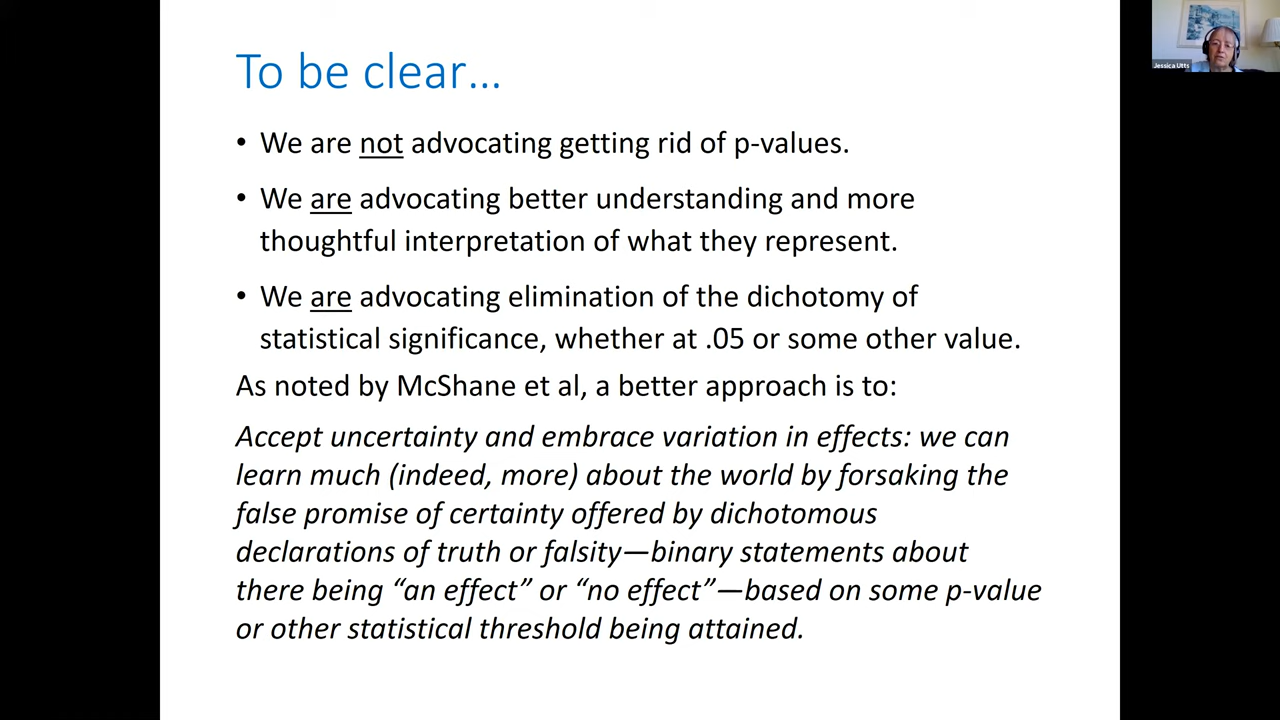 To be clear…
• We are not advocating getting rid of p-values.
• We are advocating better understanding and more
thoughtful interpretation of what they represent.
• We are advocating elimination of the dichotomy of
statistical significance, whether at .05 or some other value.
As noted by McShane et al, a better approach is to:
Accept uncertainty and embrace variation in effects: we can
learn much (indeed, more) about the world by forsaking the
false promise of certainty offered by dichotomous
declarations of truth or falsity—binary statements about
there being “an effect” or “no effect”—based on some p-value
or other statistical threshold being attained.
Jessica Utts